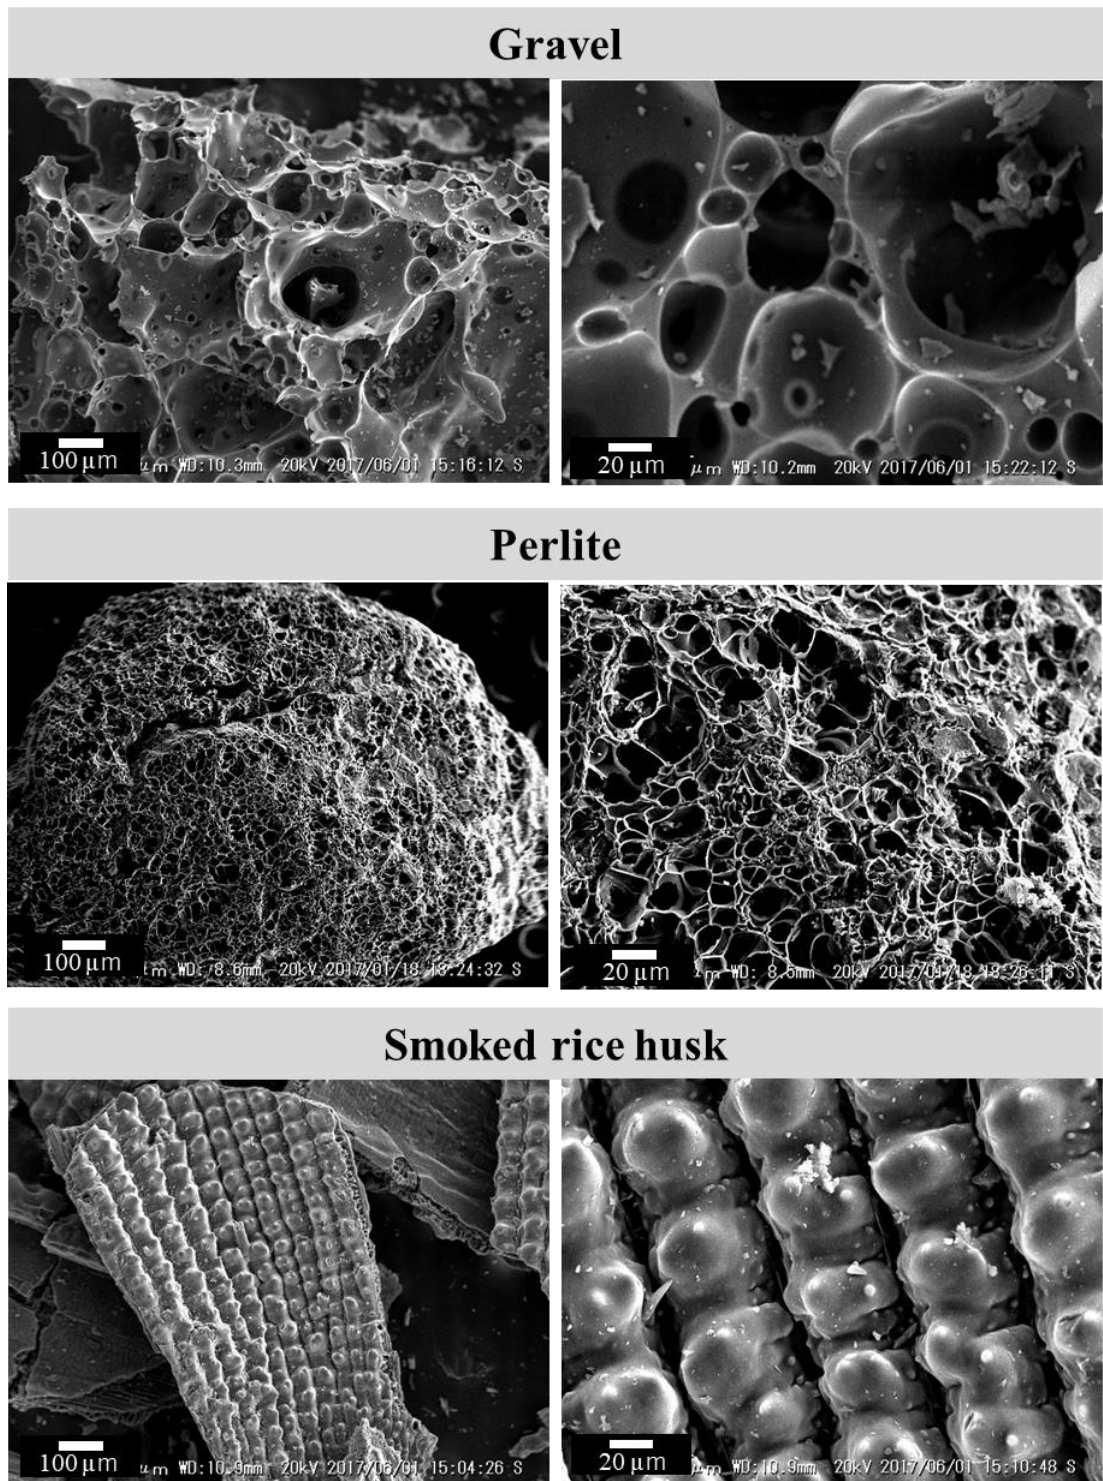 Gravel
100 μm μm WD:10.3mm 20kV 2017/06/01 15:16:12 S
20 μm μm WD:10.2mm 20kV 2017/06/01 15:22:12 S
Perlite
100 μm μm WD: 8.6mm 20kV 2017/01/18 18:24:32 S
20 μm μm WD: 8.5mm 20kV 2017/01/18 18:26:11 S
Smoked rice husk
100 μm μm WD:10.9mm 20kV 2017/06/01 15:04:26 S
20 μm μm WD:10.9mm 20kV 2017/06/01 15:10:48 S